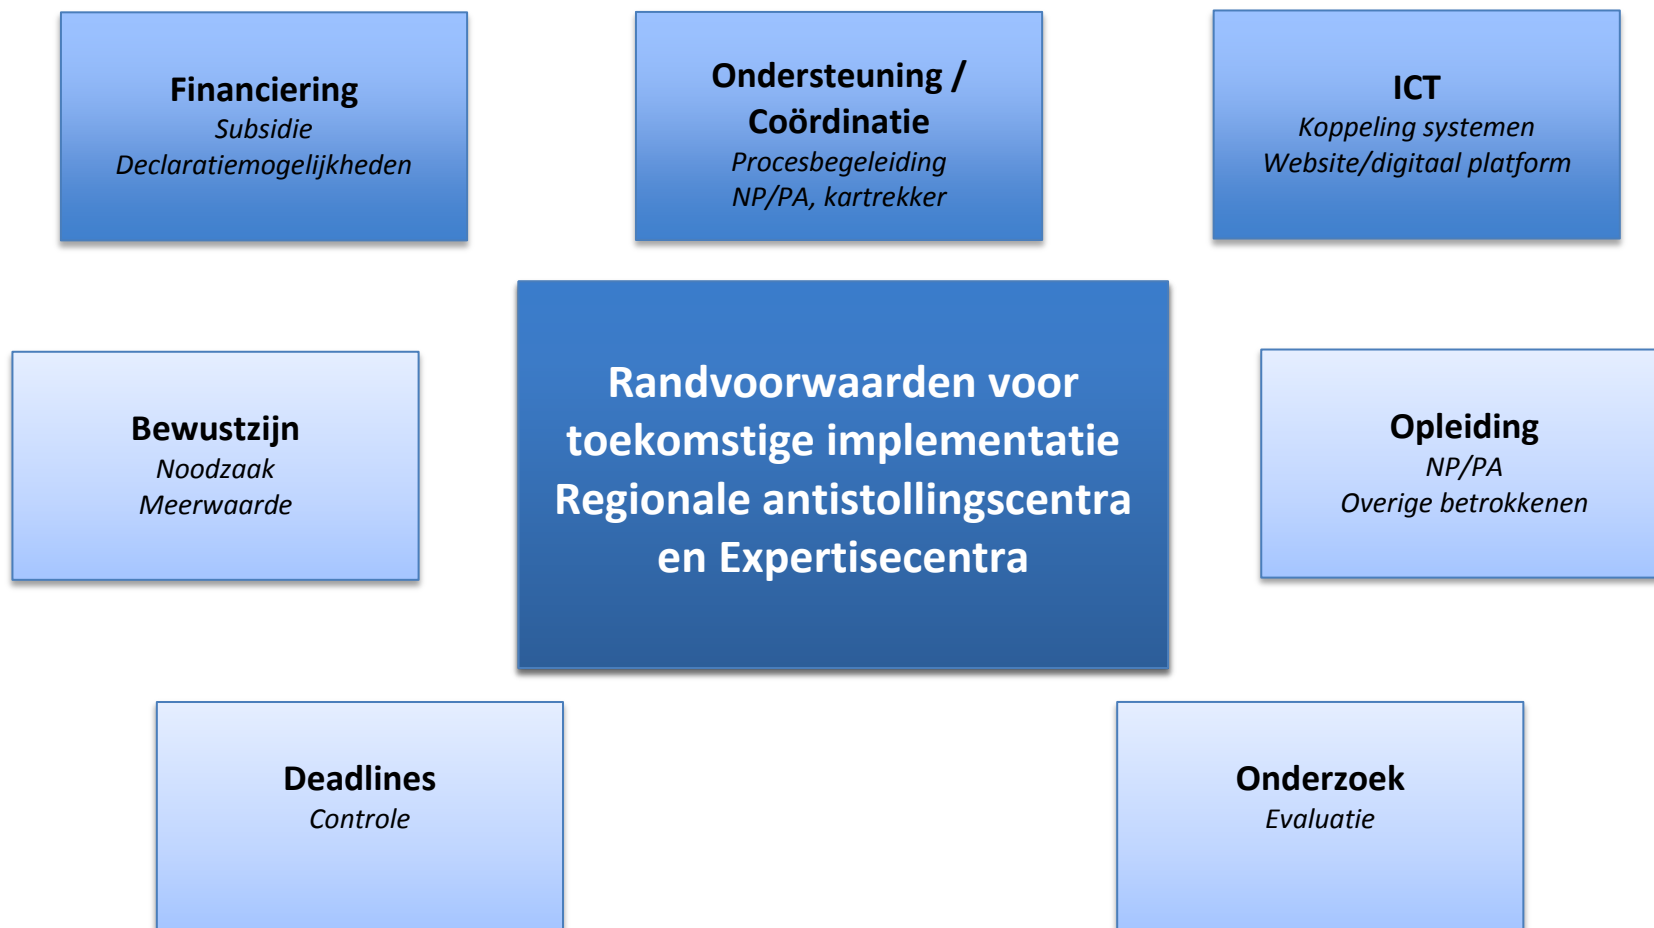 Financiering
Subsidie
Declaratiemogelijkheden
Ondersteuning /
Coördinatie
Procesbegeleiding
NP/PA, kartrekker
ICT
Koppeling systemen
Website/digitaal platform
Bewustzijn
Noodzaak
Meerwaarde
Randvoorwaarden voor
toekomstige implementatie
Regionale antistollingscentra
en Expertisecentra
Opleiding
NP/PA
Overige betrokkenen
Deadlines
Controle
Onderzoek
Evaluatie